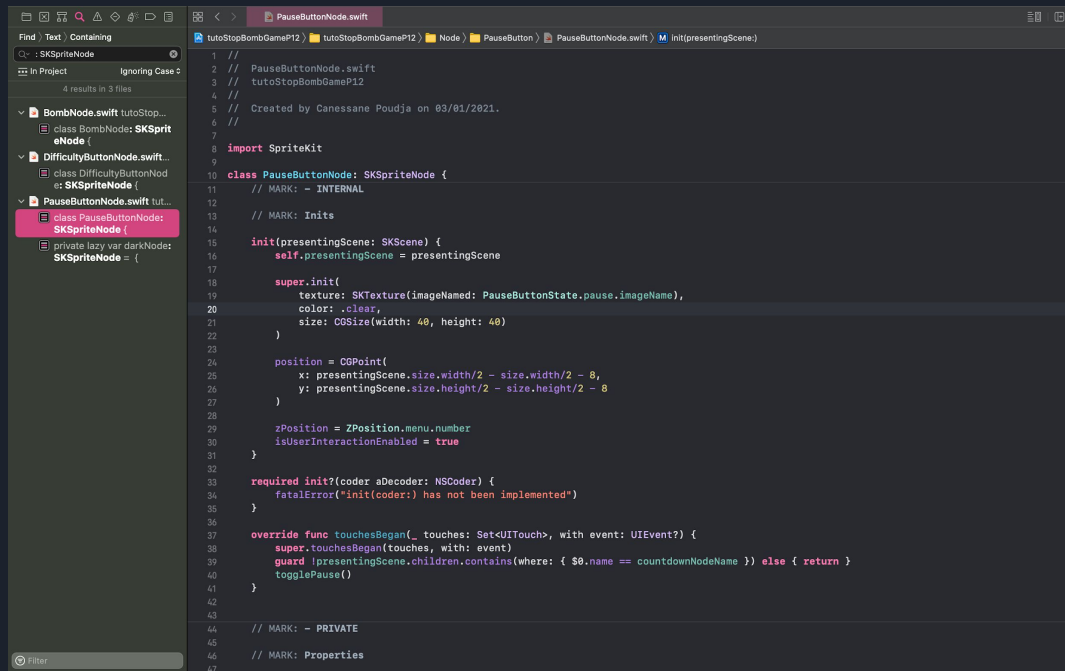 Find 〉 Text 〉 Containing
: SKSpriteNode
In Project Ignoring Case
4 results in 3 files
BombNode.swift tutoStop...
class BombNode: SKSprit
eNode {
DifficultyButtonNode.swift...
class DifficultyButtonNod
e: SKSpriteNode {
PauseButtonNode.swift tut...
class PauseButtonNode:
SKSpriteNode {
private lazy var darkNode:
SKSpriteNode = {
Filter
PauseButtonNode.swift
tutoStopBombGameP12 〉 tutoStopBombGameP12 〉 Node 〉 PauseButton 〉 PauseButtonNode.swift 〉 M init(presentingScene:)
1 //
2 //  PauseButtonNode.swift
3 //  tutoStopBombGameP12
4 //
5 //  Created by Canessane Poudja on 03/01/2021.
6 //
7
8 import SpriteKit
9
10 class PauseButtonNode: SKSpriteNode {
11     // MARK: - INTERNAL
12
13     // MARK: Inits
14
15     init(presentingScene: SKScene) {
16         self.presentingScene = presentingScene
17
18         super.init(
19             texture: SKTexture(imageNamed: PauseButtonState.pause.imageName),
20             color: .clear,
21             size: CGSize(width: 40, height: 40)
22         )
23
24         position = CGPoint(
25             x: presentingScene.size.width/2 - size.width/2 - 8,
26             y: presentingScene.size.height/2 - size.height/2 - 8
27         )
28
29         zPosition = ZPosition.menu.number
30         isUserInteractionEnabled = true
31     }
32
33     required init?(coder aDecoder: NSCoder) {
34         fatalError("init(coder:) has not been implemented")
35     }
36
37     override func touchesBegan(_ touches: Set<UITouch>, with event: UIEvent?) {
38         super.touchesBegan(touches, with: event)
39         guard !presentingScene.children.contains(where: { $0.name == countdownNodeName }) else { return }
40         togglePause()
41     }
42
43
44     // MARK: - PRIVATE
45
46     // MARK: Properties
47